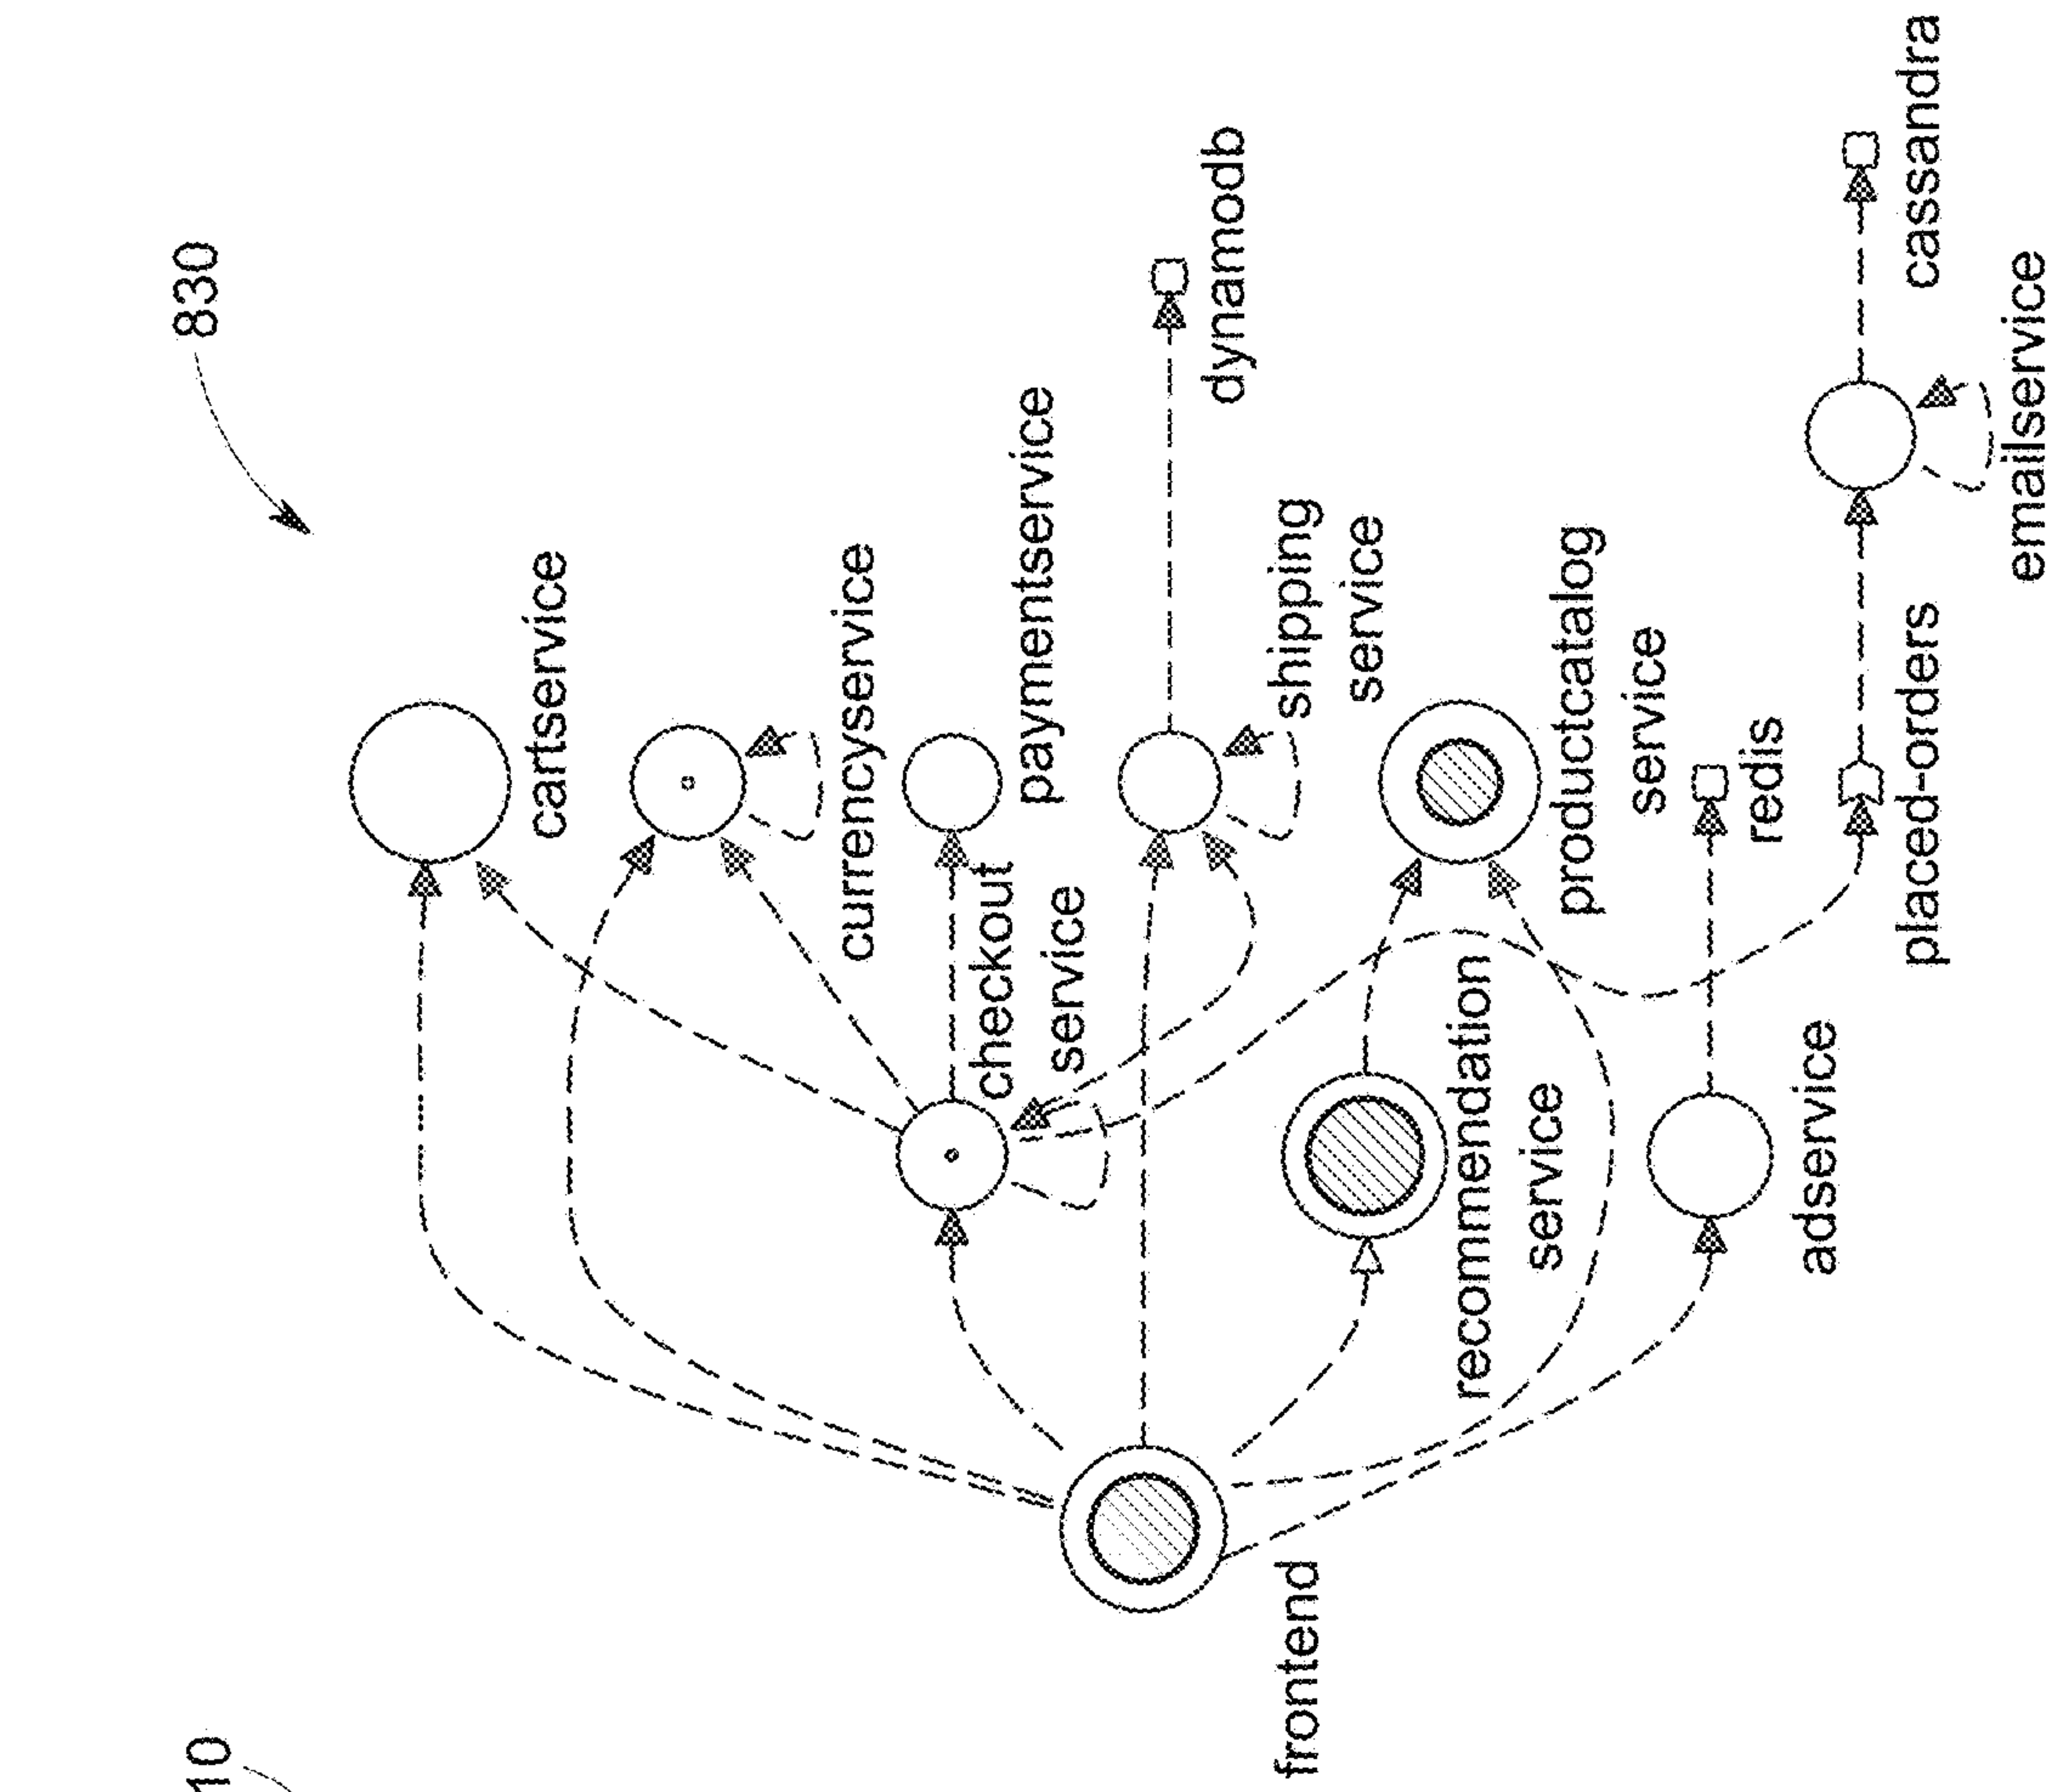 830
cartservice
currencyservice
paymentservice
checkout
service
dynamodb
shipping
service
productcatalog
service
recommendation
service
redis
adservice
placed-orders
cassandra
emailservice
frontend
10